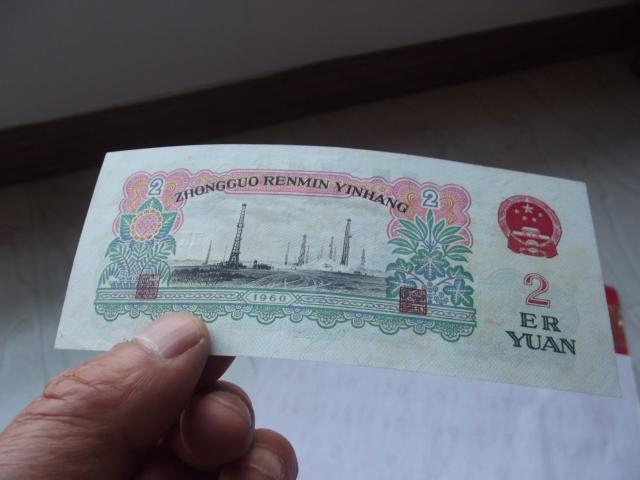 2 2
ZHONGGUO RENMIN YINHANG
1960
2
ER
YUAN